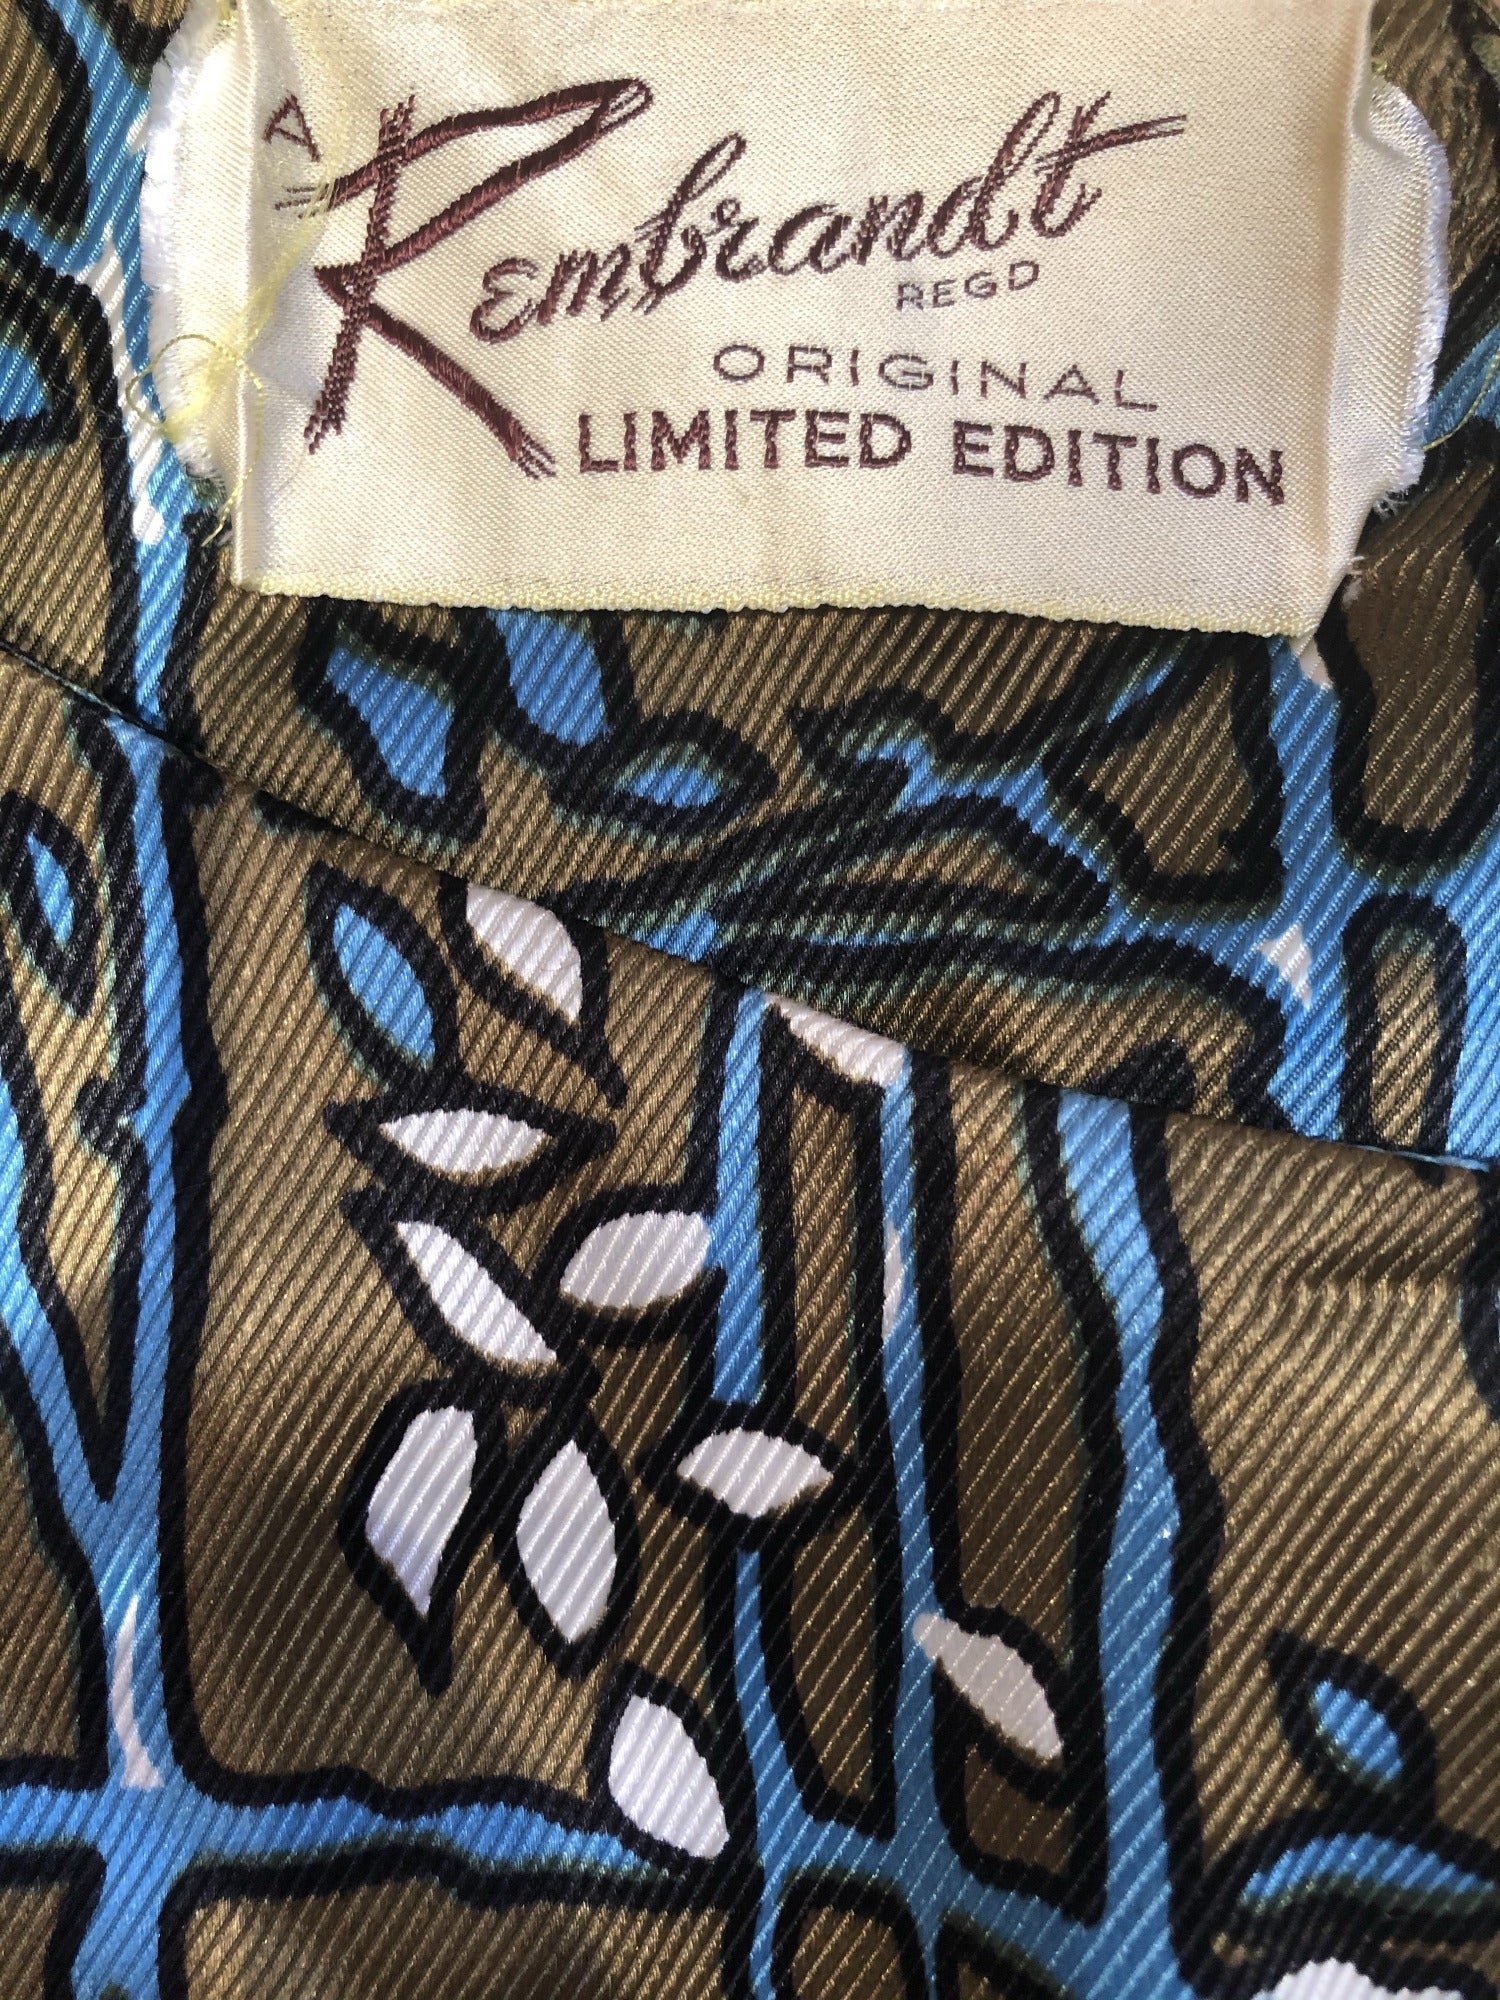 A Rembrandt
REGD
ORIGINAL
LIMITED EDITION